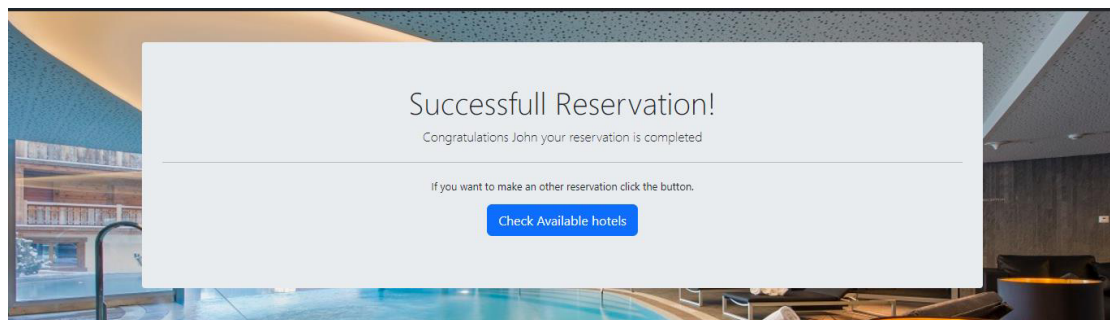 Successfull Reservation!
Congratulations John your reservation is completed
If you want to make an other reservation click the button.
Check Available hotels